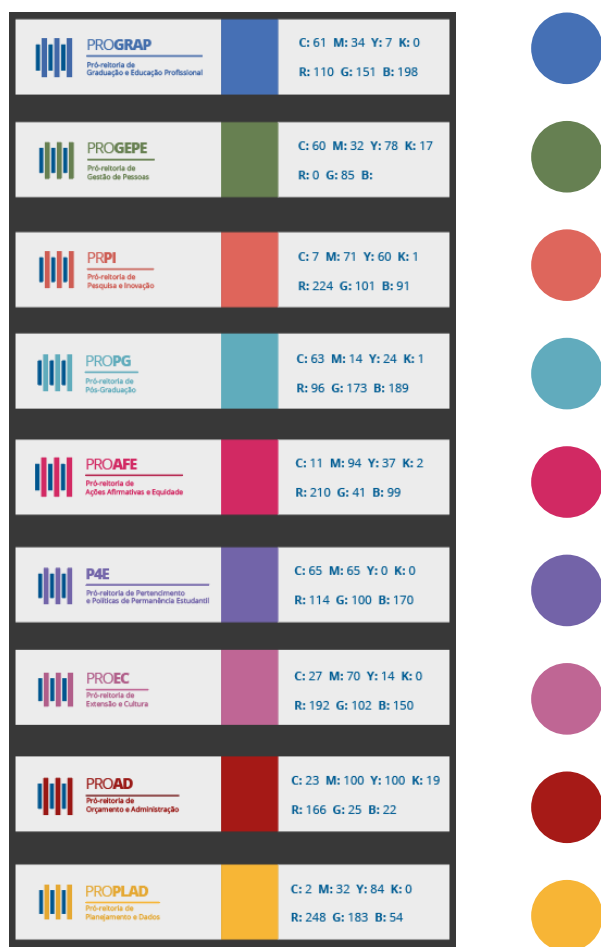 PROGRAP
Pró-reitoria de
Graduação e Educação Profissional
C: 61 M: 34 Y: 7 K: 0
R: 110 G: 151 B: 198
PROGEPE
Pró-reitoria de
Gestão de Pessoas
C: 60 M: 32 Y: 78 K: 17
R: 0 G: 85 B:
PRPI
Pró-reitoria de
Pesquisa e Inovação
C: 7 M: 71 Y: 60 K: 1
R: 224 G: 101 B: 91
PROPG
Pró-reitoria de
Pós-Graduação
C: 63 M: 14 Y: 24 K: 1
R: 96 G: 173 B: 189
PROAFE
Pró-reitoria de
Ações Afirmativas e Equidade
C: 11 M: 94 Y: 37 K: 2
R: 210 G: 41 B: 99
P4E
Pró-reitoria de Pertencimento
e Políticas de Permanência Estudantil
C: 65 M: 65 Y: 0 K: 0
R: 114 G: 100 B: 170
PROEC
Pró-reitoria de
Extensão e Cultura
C: 27 M: 70 Y: 14 K: 0
R: 192 G: 102 B: 150
PROAD
Pró-reitoria de
Orçamento e Administração
C: 23 M: 100 Y: 100 K: 19
R: 166 G: 25 B: 22
PROPLAD
Pró-reitoria de
Planejamento e Dados
C: 2 M: 32 Y: 84 K: 0
R: 248 G: 183 B: 54